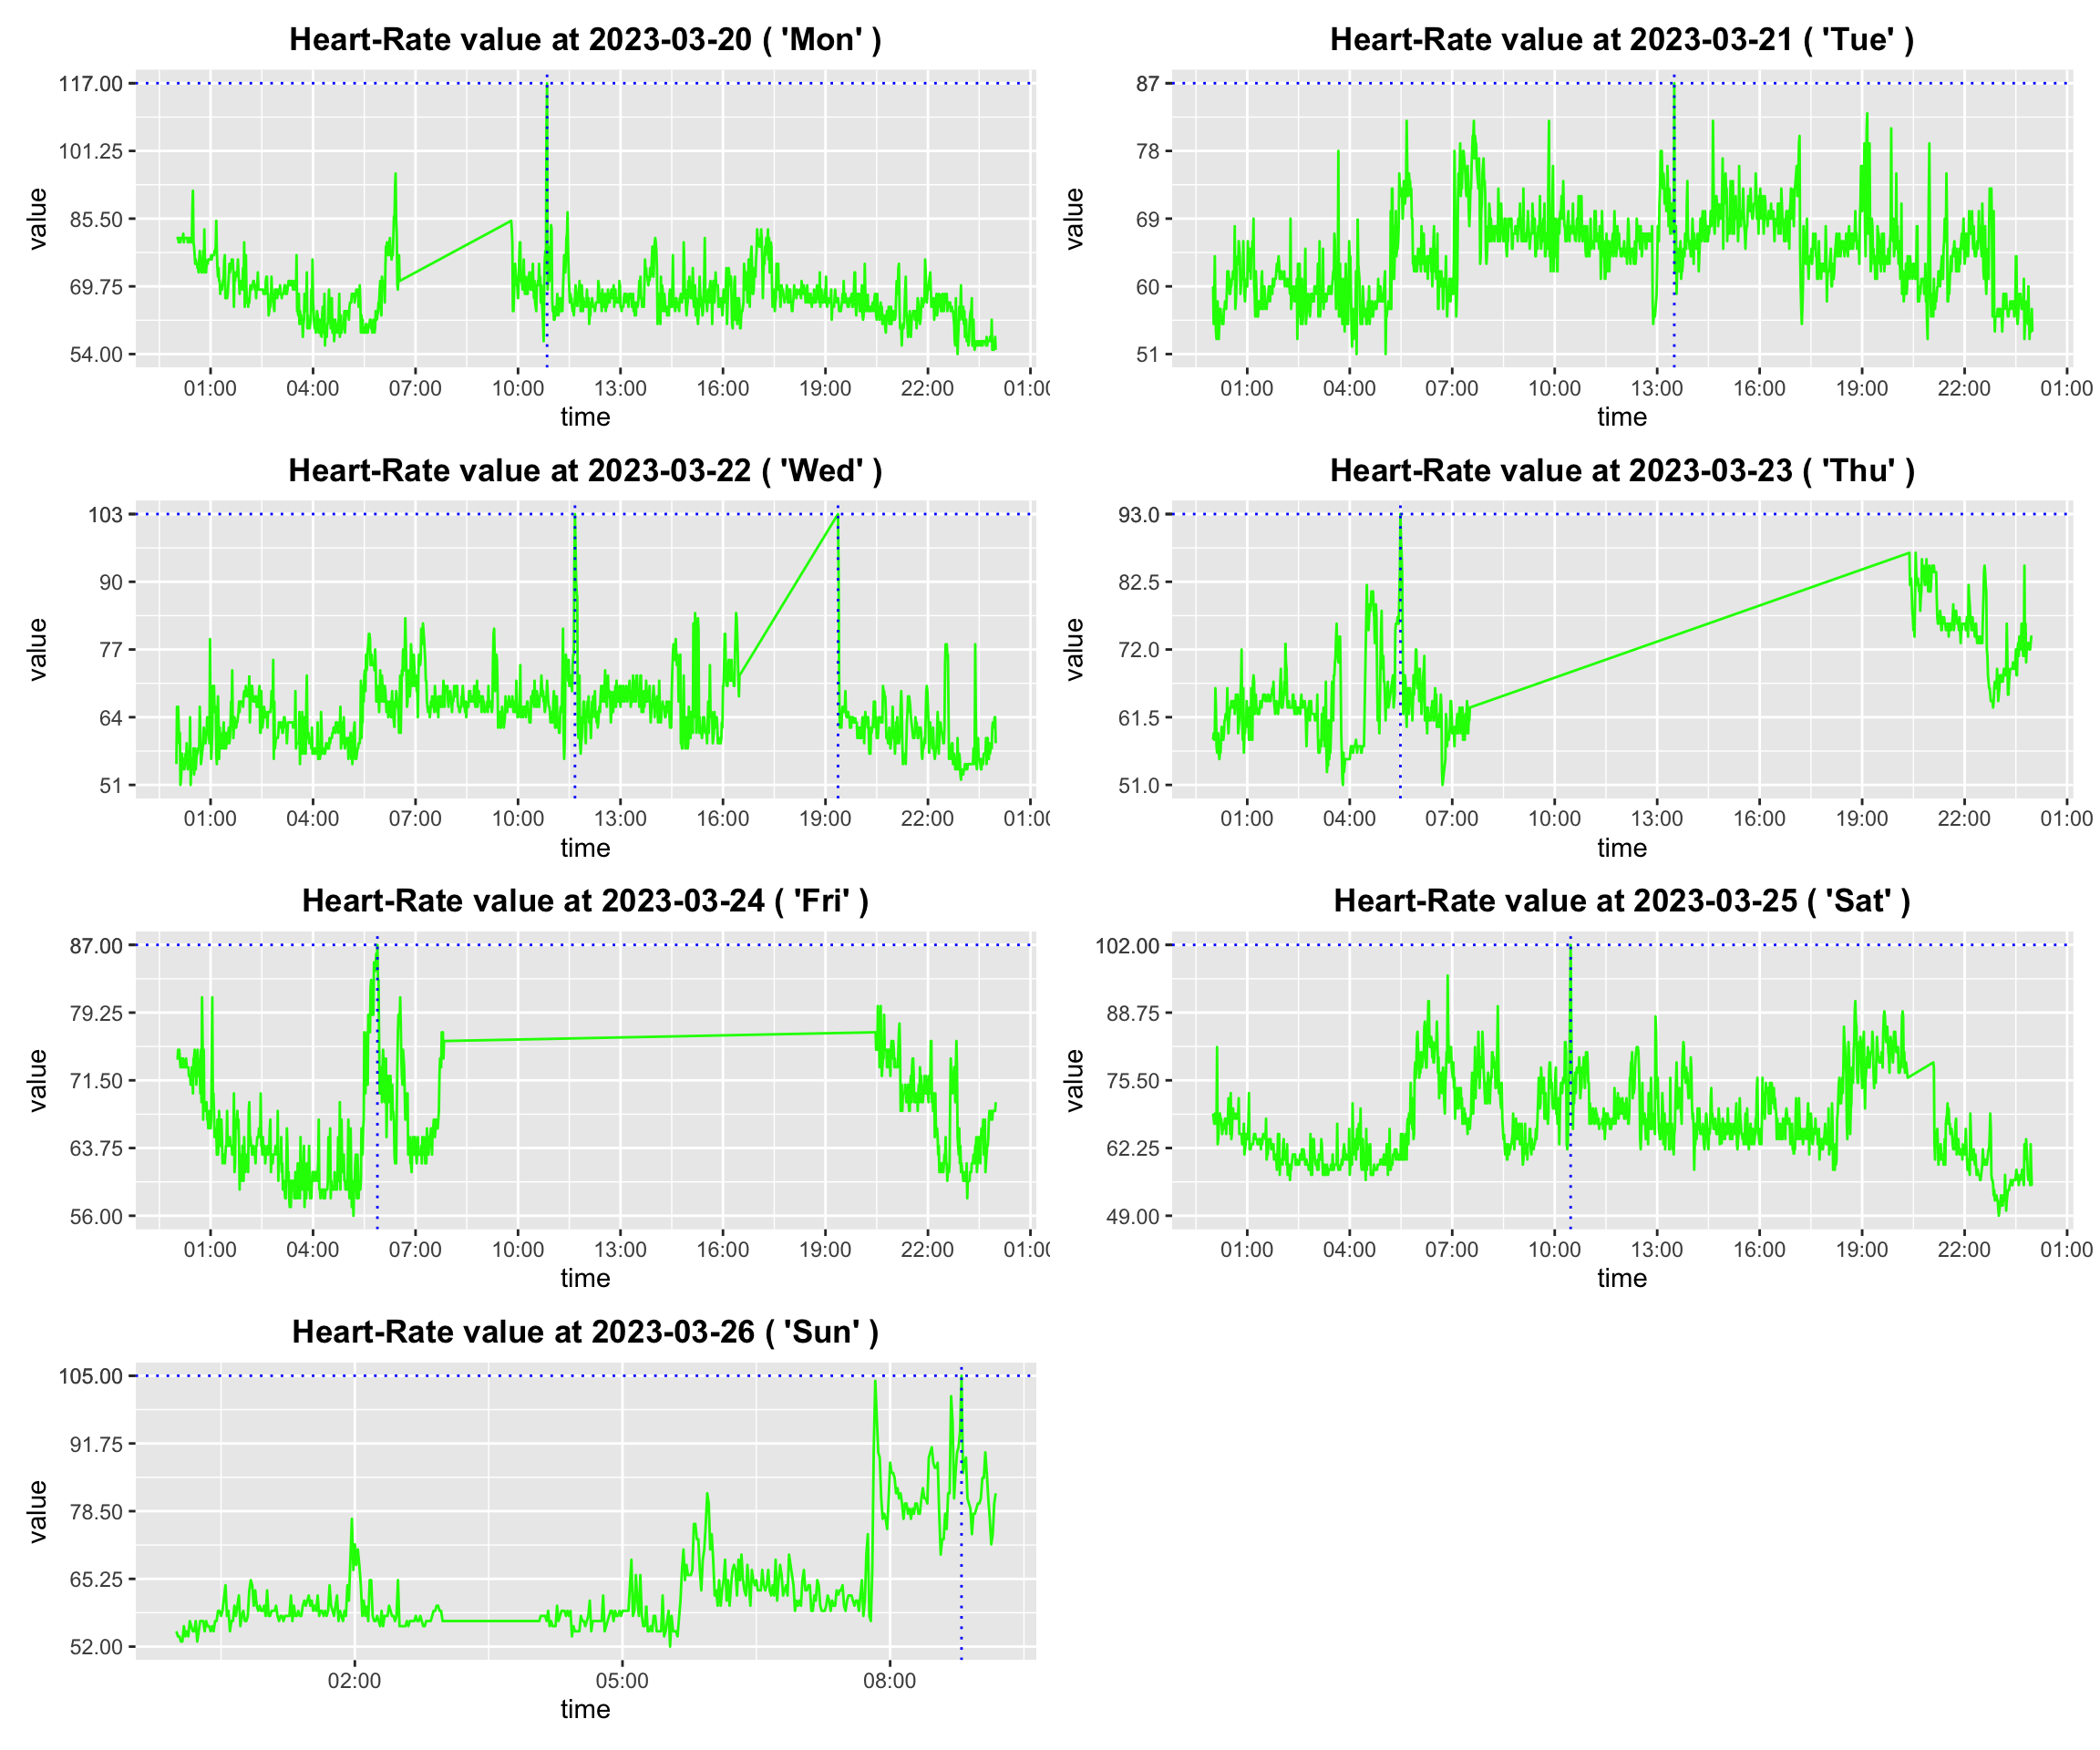 Heart-Rate value at 2023-03-20 ( 'Mon' )
117.00
101.25
85.50
69.75
54.00
value
01:00 04:00 07:00 10:00 13:00 16:00 19:00 22:00 01:00
time
Heart-Rate value at 2023-03-21 ( 'Tue' )
87
78
69
60
51
value
01:00 04:00 07:00 10:00 13:00 16:00 19:00 22:00 01:00
time
Heart-Rate value at 2023-03-22 ( 'Wed' )
103
90
77
64
51
value
01:00 04:00 07:00 10:00 13:00 16:00 19:00 22:00 01:00
time
Heart-Rate value at 2023-03-23 ( 'Thu' )
93.0
82.5
72.0
61.5
51.0
value
01:00 04:00 07:00 10:00 13:00 16:00 19:00 22:00 01:00
time
Heart-Rate value at 2023-03-24 ( 'Fri' )
87.00
79.25
71.50
63.75
56.00
value
01:00 04:00 07:00 10:00 13:00 16:00 19:00 22:00 01:00
time
Heart-Rate value at 2023-03-25 ( 'Sat' )
102.00
88.75
75.50
62.25
49.00
value
01:00 04:00 07:00 10:00 13:00 16:00 19:00 22:00 01:00
time
Heart-Rate value at 2023-03-26 ( 'Sun' )
105.00
91.75
78.50
65.25
52.00
value
02:00 05:00 08:00
time